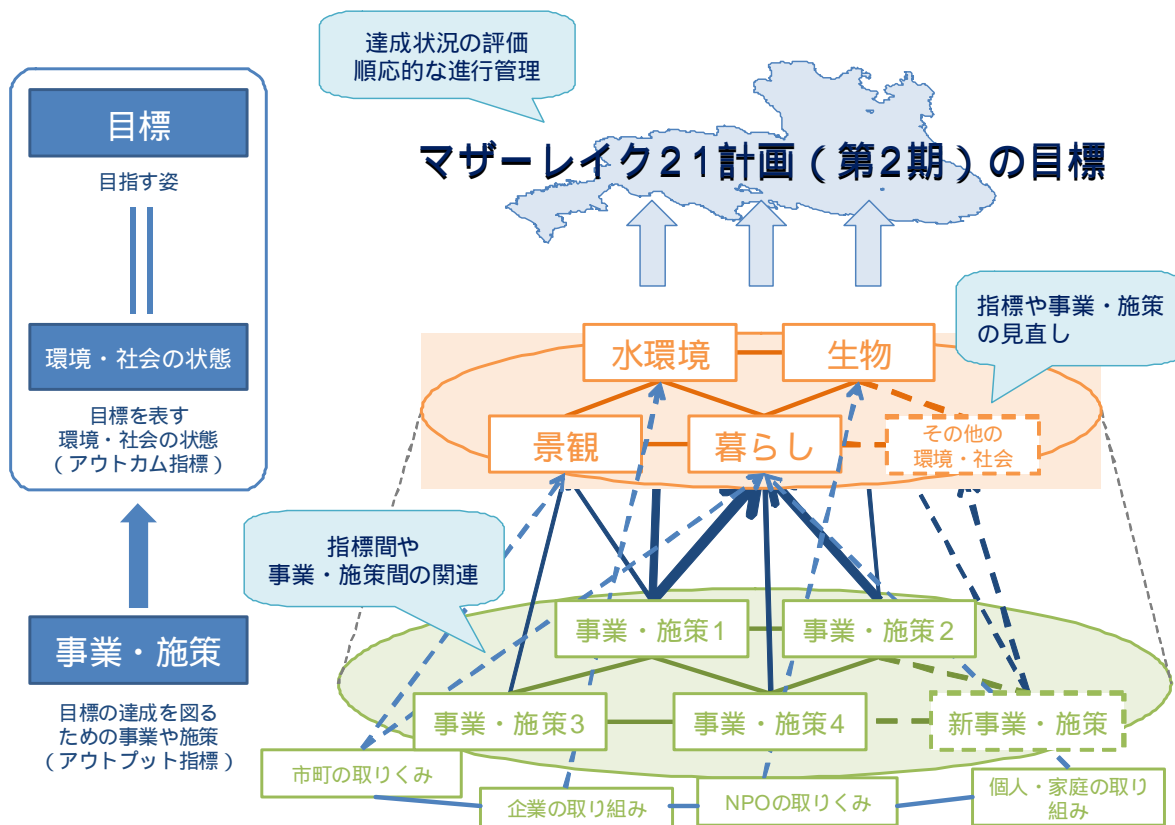 達成状況の評価
順応的な進行管理
目標
目指す姿
マザーレイク21計画(第2期)の目標
環境・社会の状態
目標を表す
環境・社会の状態
(アウトカム指標)
指標や事業・施策
の見直し
水環境
生物
景観
暮らし
その他の
環境・社会
指標間や
事業・施策間の関連
事業・施策
目標の達成を図る
ための事業や施策
(アウトプット指標)
事業・施策1
事業・施策2
事業・施策3
事業・施策4
新事業・施策
市町の取りくみ
企業の取り組み
NPOの取りくみ
個人・家庭の取り
組み